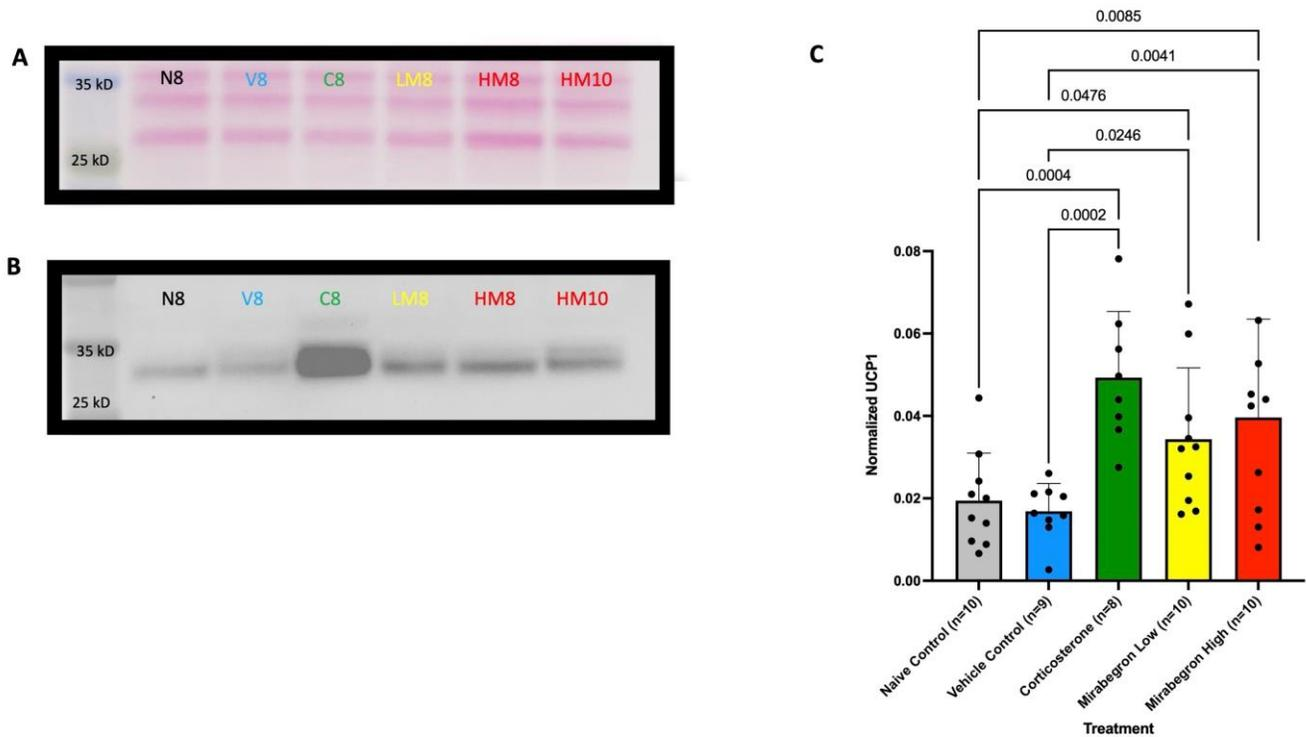 A
35 kD
N8
V8
C8
LM8
HM8
HM10
25 kD
B
N8
V8
C8
LM8
HM8
HM10
35 kD
25 kD
C
0.0085
0.0041
0.0476
0.0246
0.0004
0.0002
0.08
0.06
0.04
0.02
0.00
Normalized UCP1
Naive Control (n=10)
Vehicle Control (n=9)
Corticosterone (n=8)
Mirabegron Low (n=10)
Mirabegron High (n=10)
Treatment